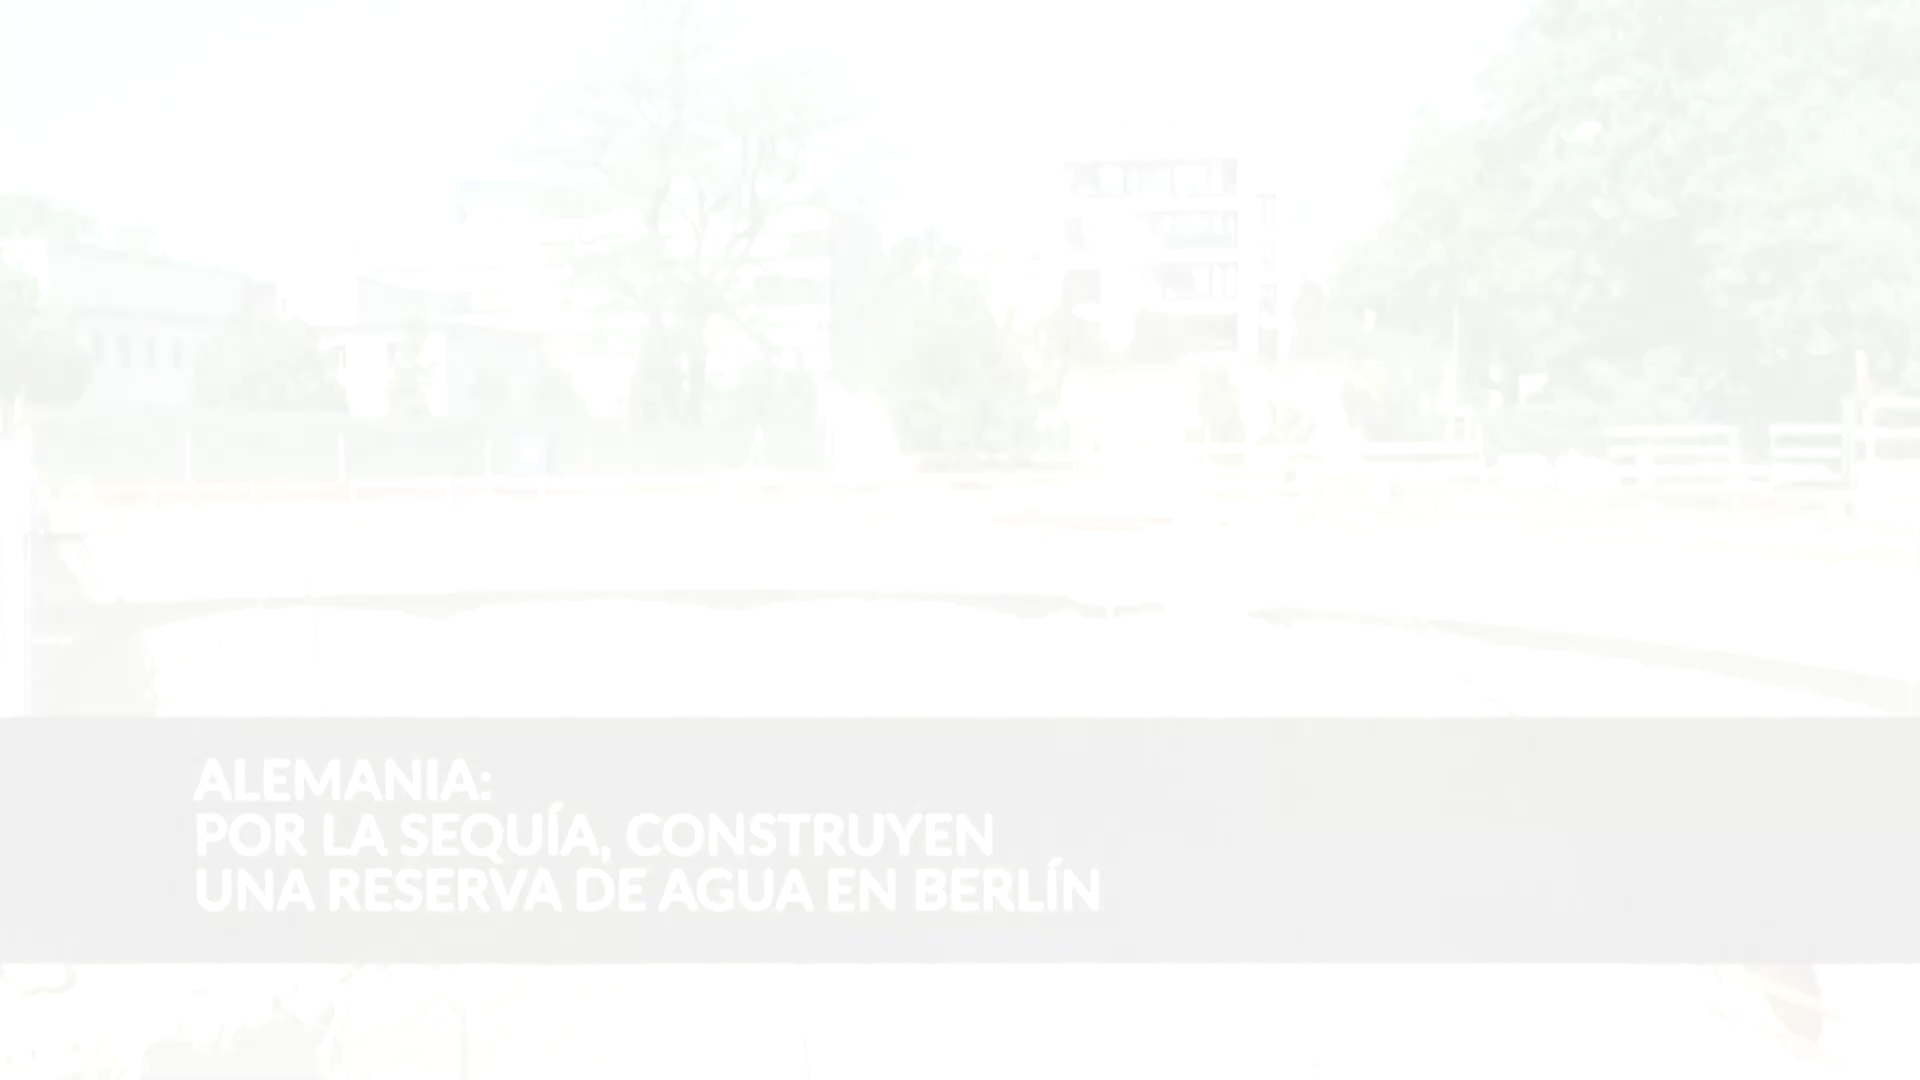 ALEMANIA:
POR LA SEQUÍA, CONSTRUYEN
UNA RESERVA DE AGUA EN BERLÍN